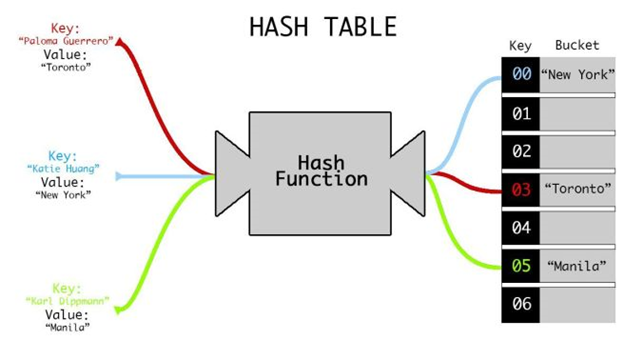 HASH TABLE
Key:
“Paloma Guerrero”
Value:
“Toronto”
Key:
“Katie Huang”
Value:
“New York”
Key:
“Karl Dippmann”
Value:
“Manila”
Hash
Function
Key Bucket
00 “New York”
01
02
03 “Toronto”
04
05 “Manila”
06